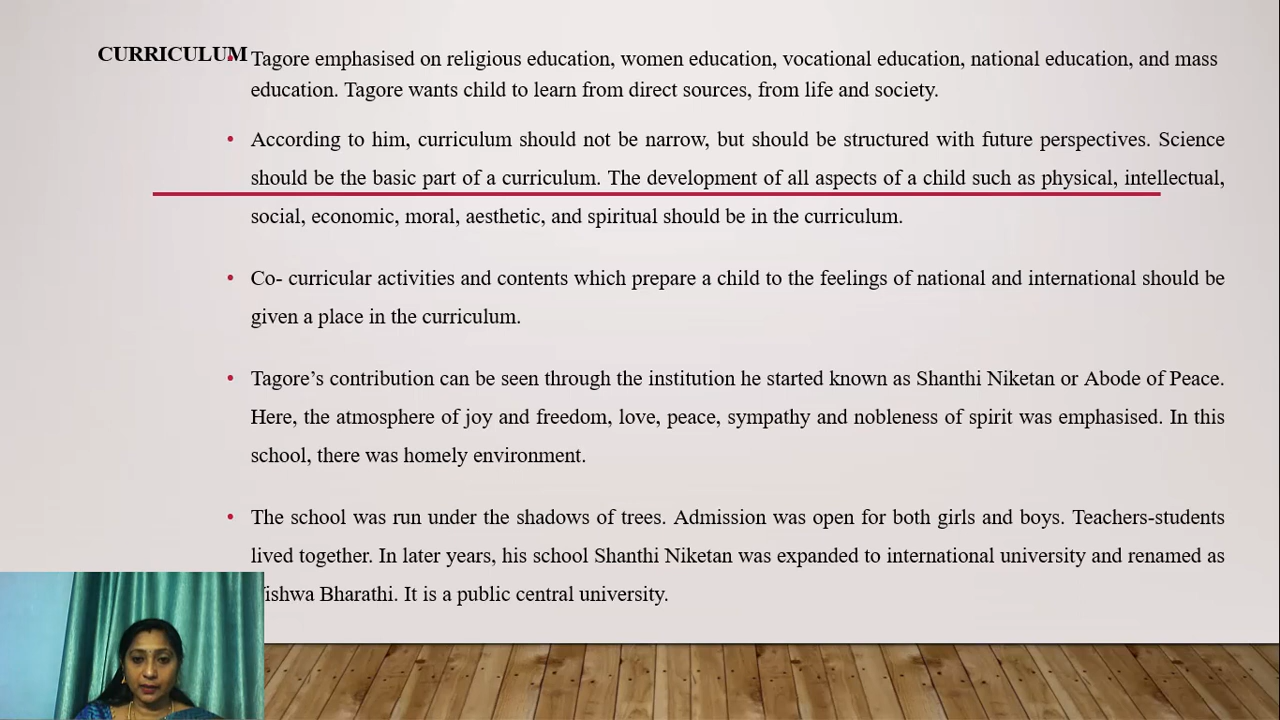 CURRICULUM
• Tagore emphasised on religious education, women education, vocational education, national education, and mass
education. Tagore wants child to learn from direct sources, from life and society.
• According to him, curriculum should not be narrow, but should be structured with future perspectives. Science
should be the basic part of a curriculum. The development of all aspects of a child such as physical, intellectual,
social, economic, moral, aesthetic, and spiritual should be in the curriculum.
• Co- curricular activities and contents which prepare a child to the feelings of national and international should be
given a place in the curriculum.
• Tagore’s contribution can be seen through the institution he started known as Shanthi Niketan or Abode of Peace.
Here, the atmosphere of joy and freedom, love, peace, sympathy and nobleness of spirit was emphasised. In this
school, there was homely environment.
• The school was run under the shadows of trees. Admission was open for both girls and boys. Teachers-students
lived together. In later years, his school Shanthi Niketan was expanded to international university and renamed as
Bharathi. It is a public central university.